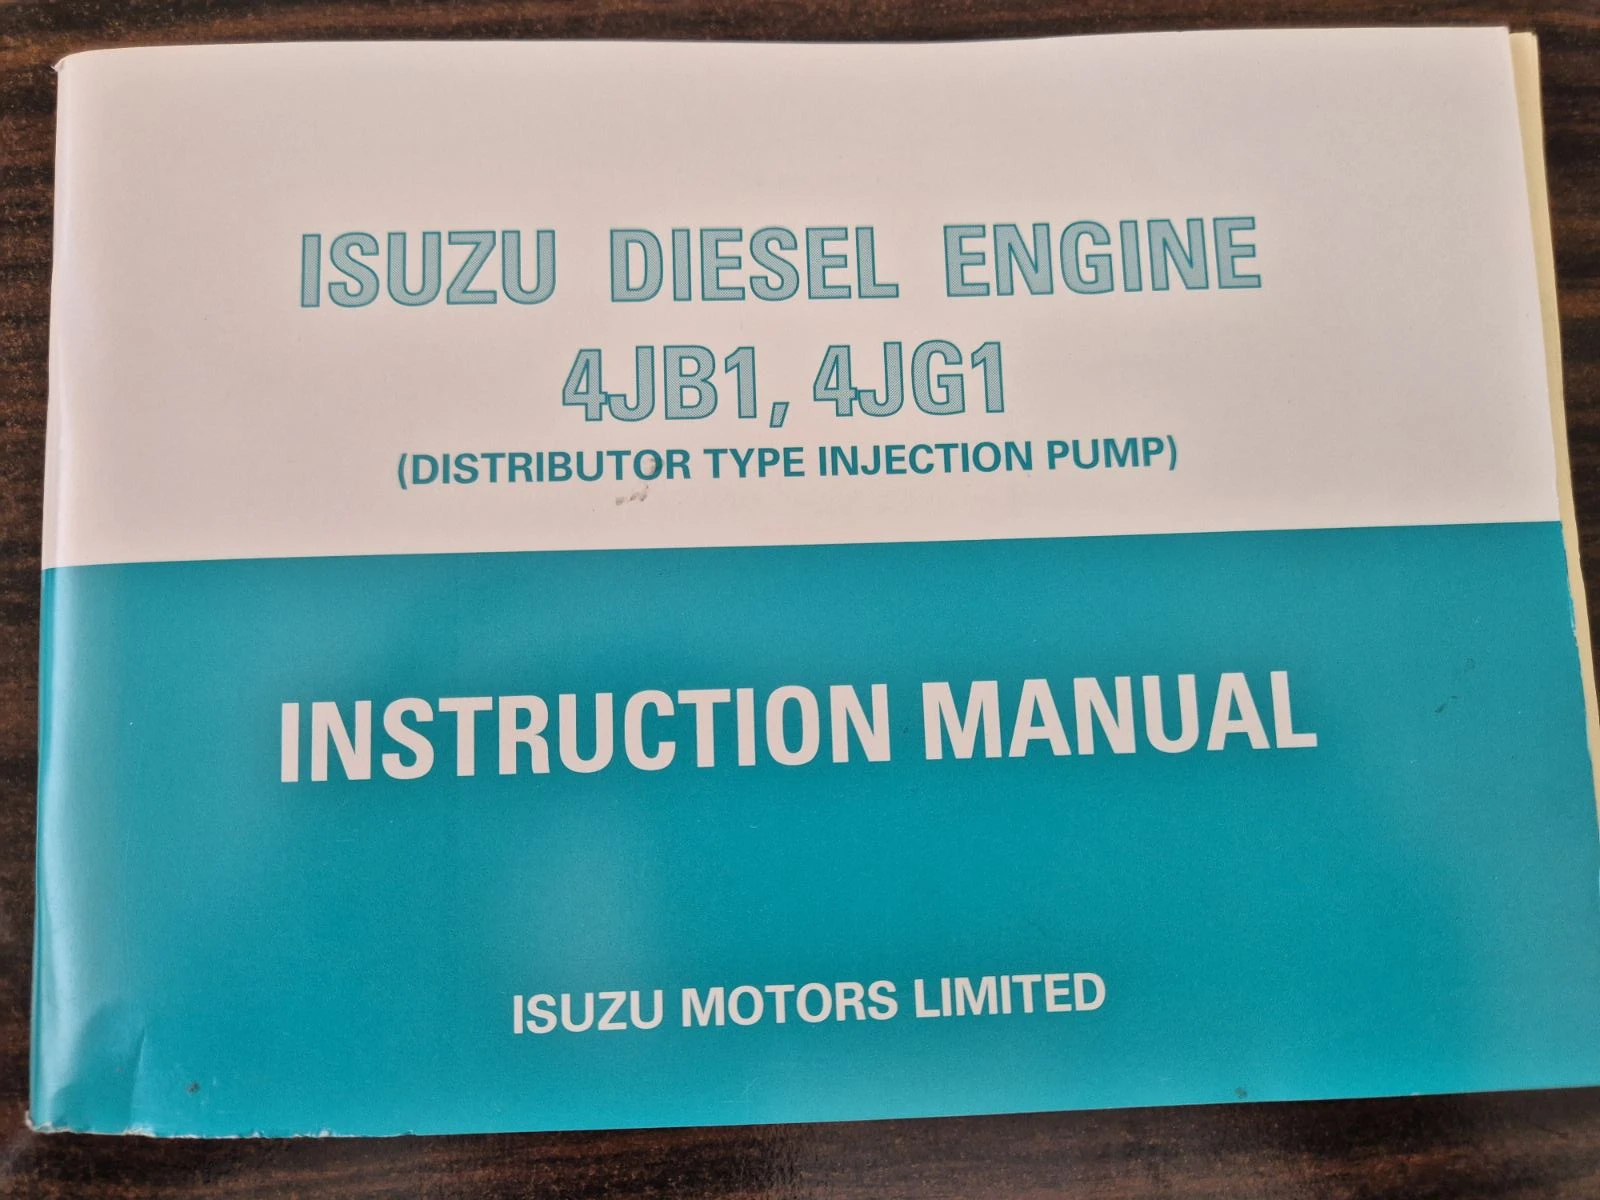 ISUZU DIESEL ENGINE
4JB1, 4JG1
(DISTRIBUTOR TYPE INJECTION PUMP)
INSTRUCTION MANUAL
ISUZU MOTORS LIMITED